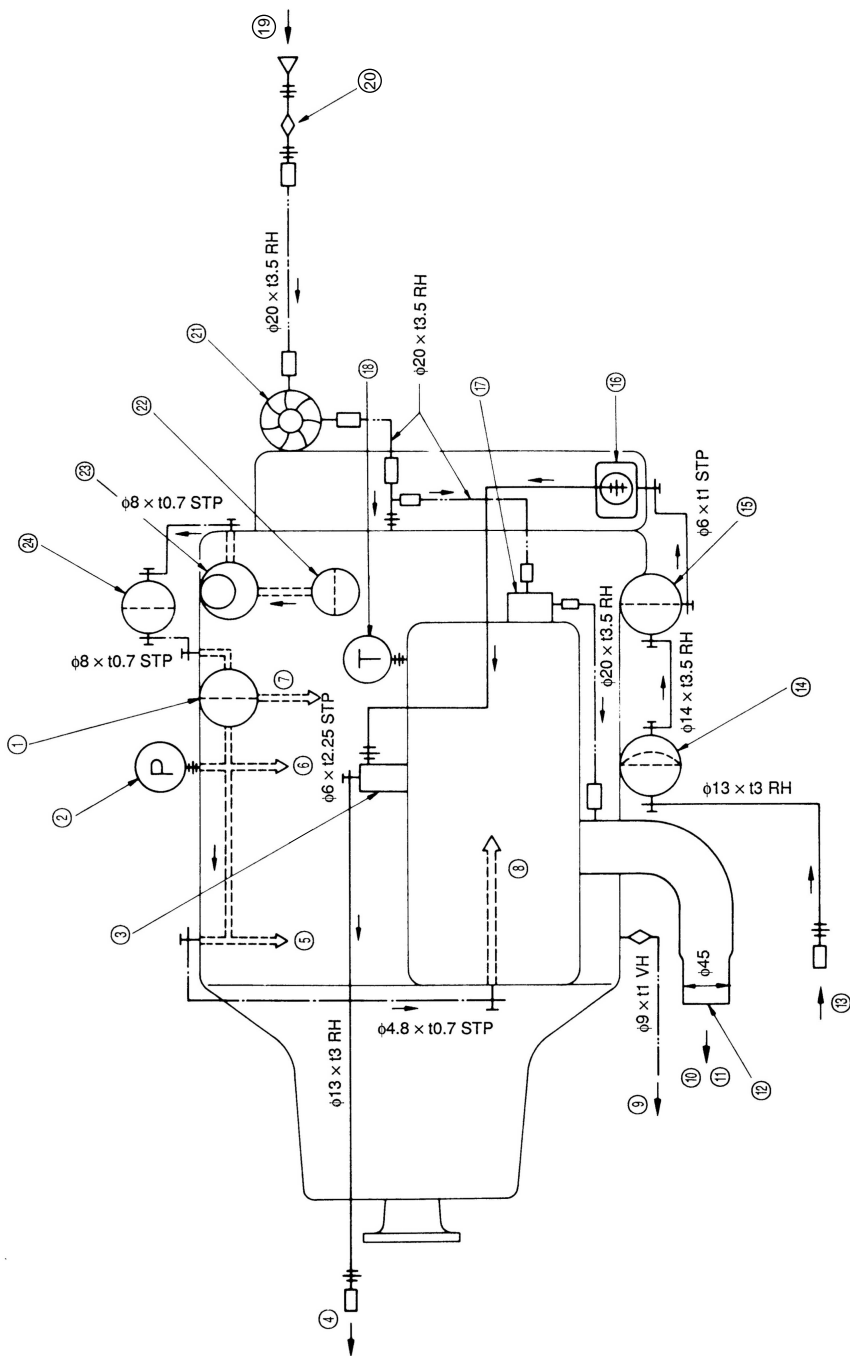 ⑲
⑳
φ20 × t3.5 RH
㉑
⑱
φ20 × t3.5 RH
㉒
⑰
㉓
φ8 × t0.7 STP
⑯
㉔
φ6 × t1 STP
⑮
T
φ20 × t3.5 RH
φ8 × t0.7 STP
φ14 × t3.5 RH
⑦
①
φ6 × t2.25 STP
⑭
P
⑥
②
φ13 × t3 RH
⑧
③
⑤
φ45
φ9 × t1 VH
φ4.8 × t0.7 STP
φ13 × t3 RH
⑬
⑩
⑪
⑫
⑨
④